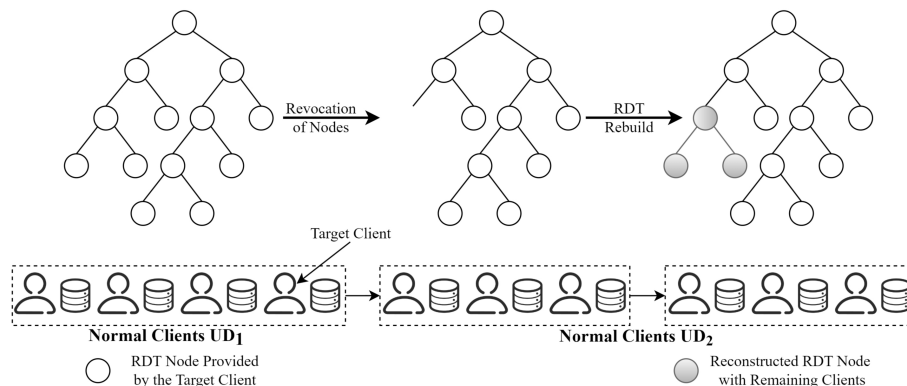 Revocation
of Nodes
RDT
Rebuild
Target Client
Normal Clients UD1
Normal Clients UD2
RDT Node Provided
by the Target Client
Reconstructed RDT Node
with Remaining Clients